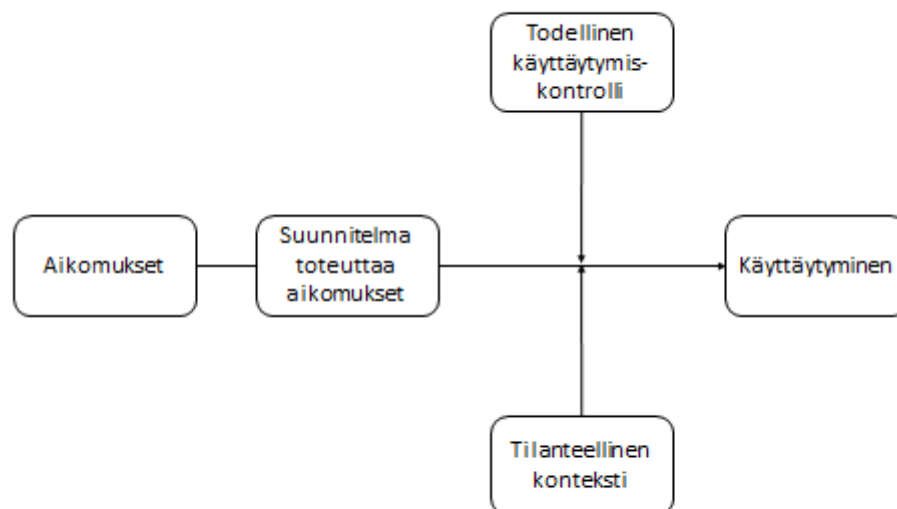 Todellinen
käyttäytymis-
kontrolli
Aikomukset
Suunnitelma
toteuttaa
aikomukset
Käyttäytyminen
Tilanteellinen
konteksti